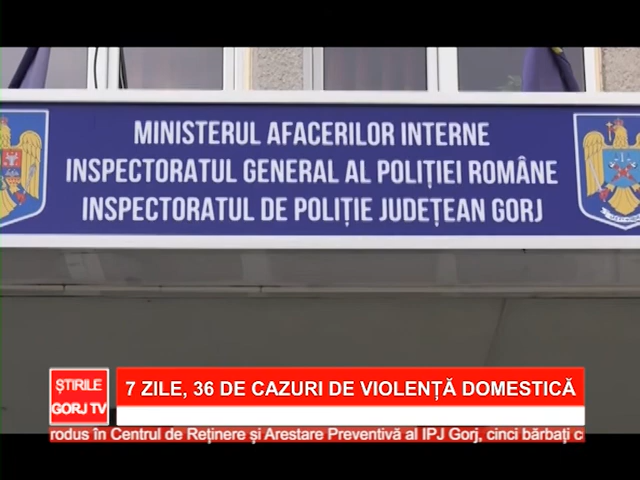 MINISTERUL AFACERILOR INTERNE
INSPECTORATUL GENERAL AL POLIȚIEI ROMÂNE
INSPECTORATUL DE POLIȚIE JUDEȚEAN GORJ
ȘTIRILE
GORJ TV
7 ZILE, 36 DE CAZURI DE VIOLENȚĂ DOMESTICĂ
rodus în Centrul de Reținere și Arestare Preventivă al IPJ Gorj, cinci bărbați c